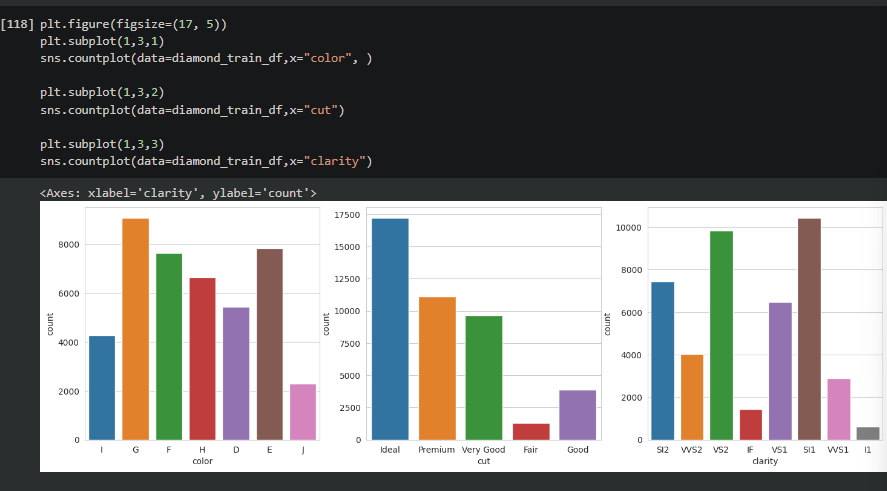 [118] plt.figure(figsize=(17, 5))
plt.subplot(1,3,1)
sns.countplot(data=diamond_train_df,x="color", )
plt.subplot(1,3,2)
sns.countplot(data=diamond_train_df,x="cut")
plt.subplot(1,3,3)
sns.countplot(data=diamond_train_df,x="clarity")
<Axes: xlabel='clarity', ylabel='count'>
8000
6000
4000
2000
0
count
I G F H D E J
color
17500
15000
12500
10000
7500
5000
2500
0
count
Ideal Premium Very Good Fair Good
cut
10000
8000
6000
4000
2000
0
count
SI2 VVS2 VS2 IF VS1 SI1 VVS1 I1
clarity